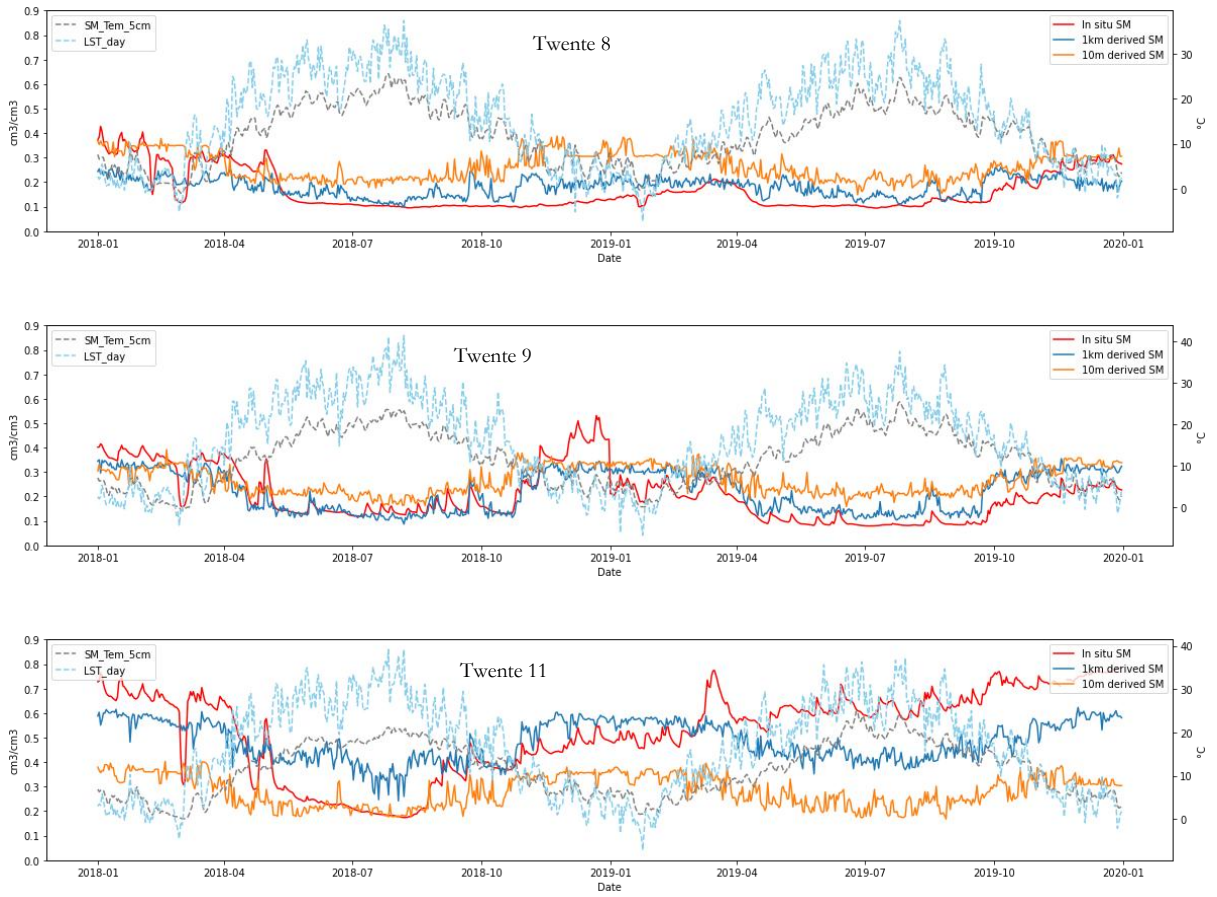 Twente 8
SM_Tem_5cm
LST_day
In situ SM
1km derived SM
10m derived SM
0.9
0.8
0.7
0.6
0.5
0.4
0.3
0.2
0.1
0.0
cm3/cm3
30
20
10
0
°C
2018-01 2018-04 2018-07 2018-10 2019-01 2019-04 2019-07 2019-10 2020-01
Date
Twente 9
SM_Tem_5cm
LST_day
In situ SM
1km derived SM
10m derived SM
0.9
0.8
0.7
0.6
0.5
0.4
0.3
0.2
0.1
0.0
cm3/cm3
40
30
20
10
0
°C
2018-01 2018-04 2018-07 2018-10 2019-01 2019-04 2019-07 2019-10 2020-01
Date
Twente 11
SM_Tem_5cm
LST_day
In situ SM
1km derived SM
10m derived SM
0.9
0.8
0.7
0.6
0.5
0.4
0.3
0.2
0.1
0.0
cm3/cm3
40
30
20
10
0
°C
2018-01 2018-04 2018-07 2018-10 2019-01 2019-04 2019-07 2019-10 2020-01
Date